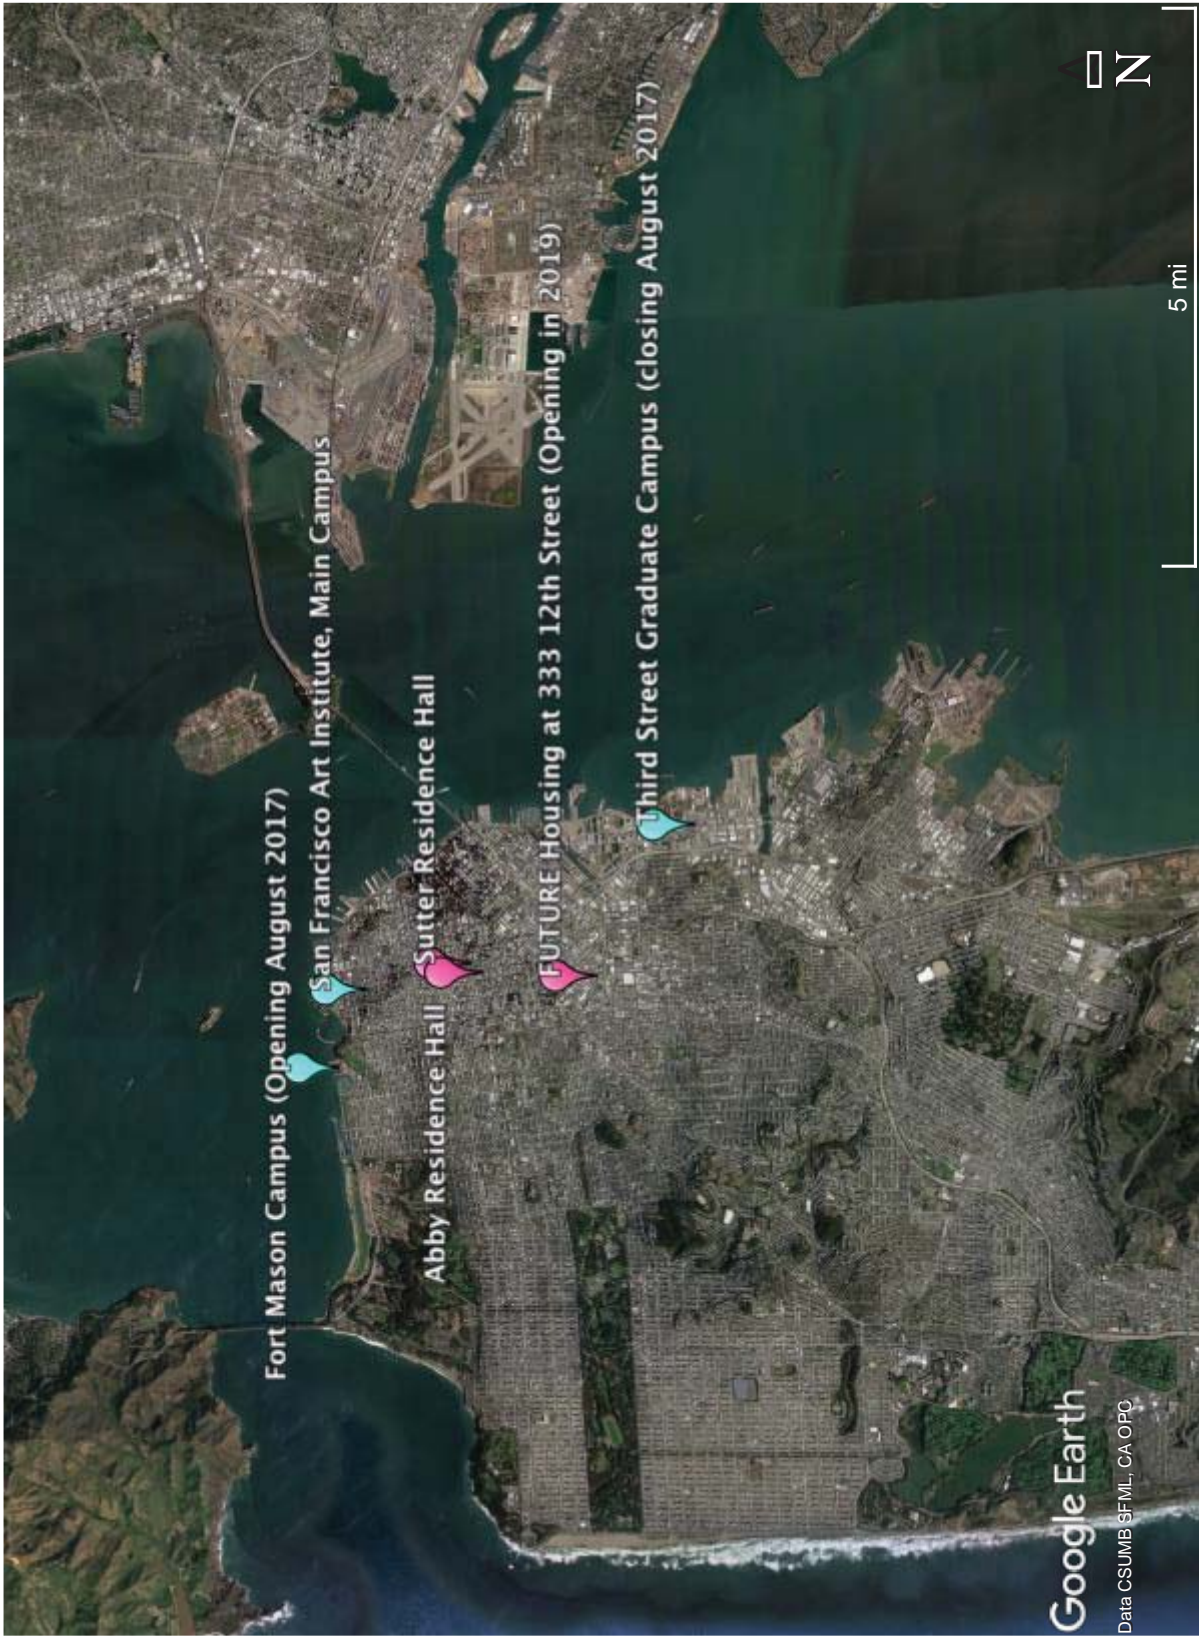 Fort Mason Campus (Opening August 2017)
San Francisco Art Institute, Main Campus
Abby Residence Hall
Sutter Residence Hall
FUTURE Housing at 333 12th Street (Opening in 2019)
Third Street Graduate Campus (closing August 2017)
Google Earth
Data CSUMB SFML, CA OPC
5 mi
N